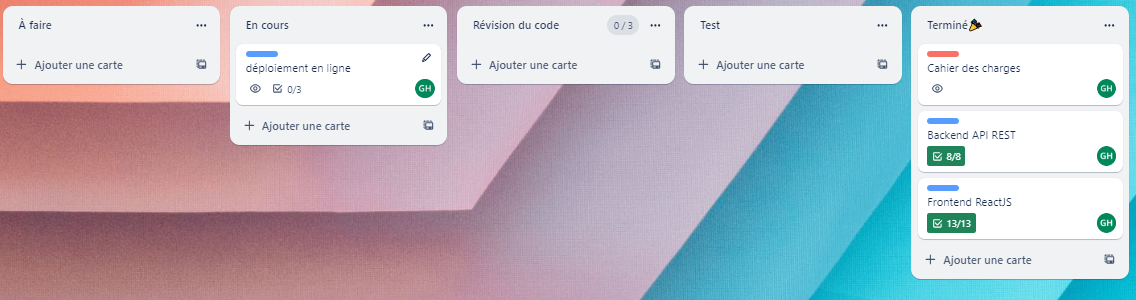 À faire
Ajouter une carte
En cours
déploiement en ligne
0/3
GH
Ajouter une carte
Révision du code
0 / 3
Ajouter une carte
Test
Ajouter une carte
Terminé🎉
Cahier des charges
GH
Backend API REST
8/8
GH
Frontend ReactJS
13/13
GH
Ajouter une carte